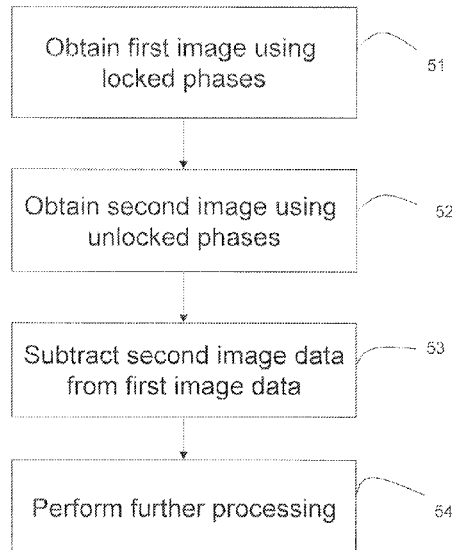 Obtain first image using
locked phases
51
Obtain second image using
unlocked phases
52
Subtract second image data
from first image data
53
Perform further processing
54